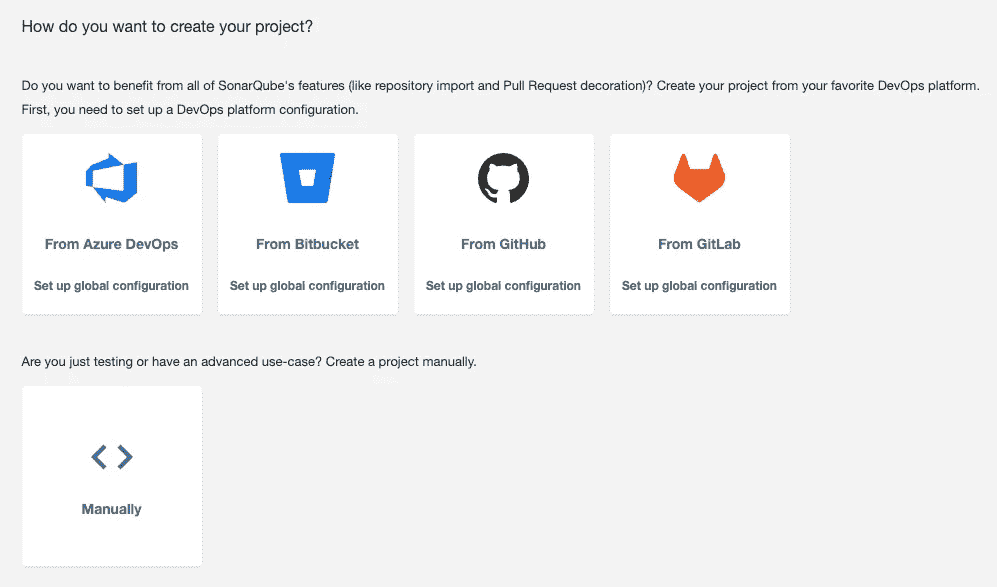 How do you want to create your project?
Do you want to benefit from all of SonarQube's features (like repository import and Pull Request decoration)? Create your project from your favorite DevOps platform.
First, you need to set up a DevOps platform configuration.
From Azure DevOps
From Bitbucket
From GitHub
From GitLab
Set up global configuration
Set up global configuration
Set up global configuration
Set up global configuration
Are you just testing or have an advanced use-case? Create a project manually.
Manually